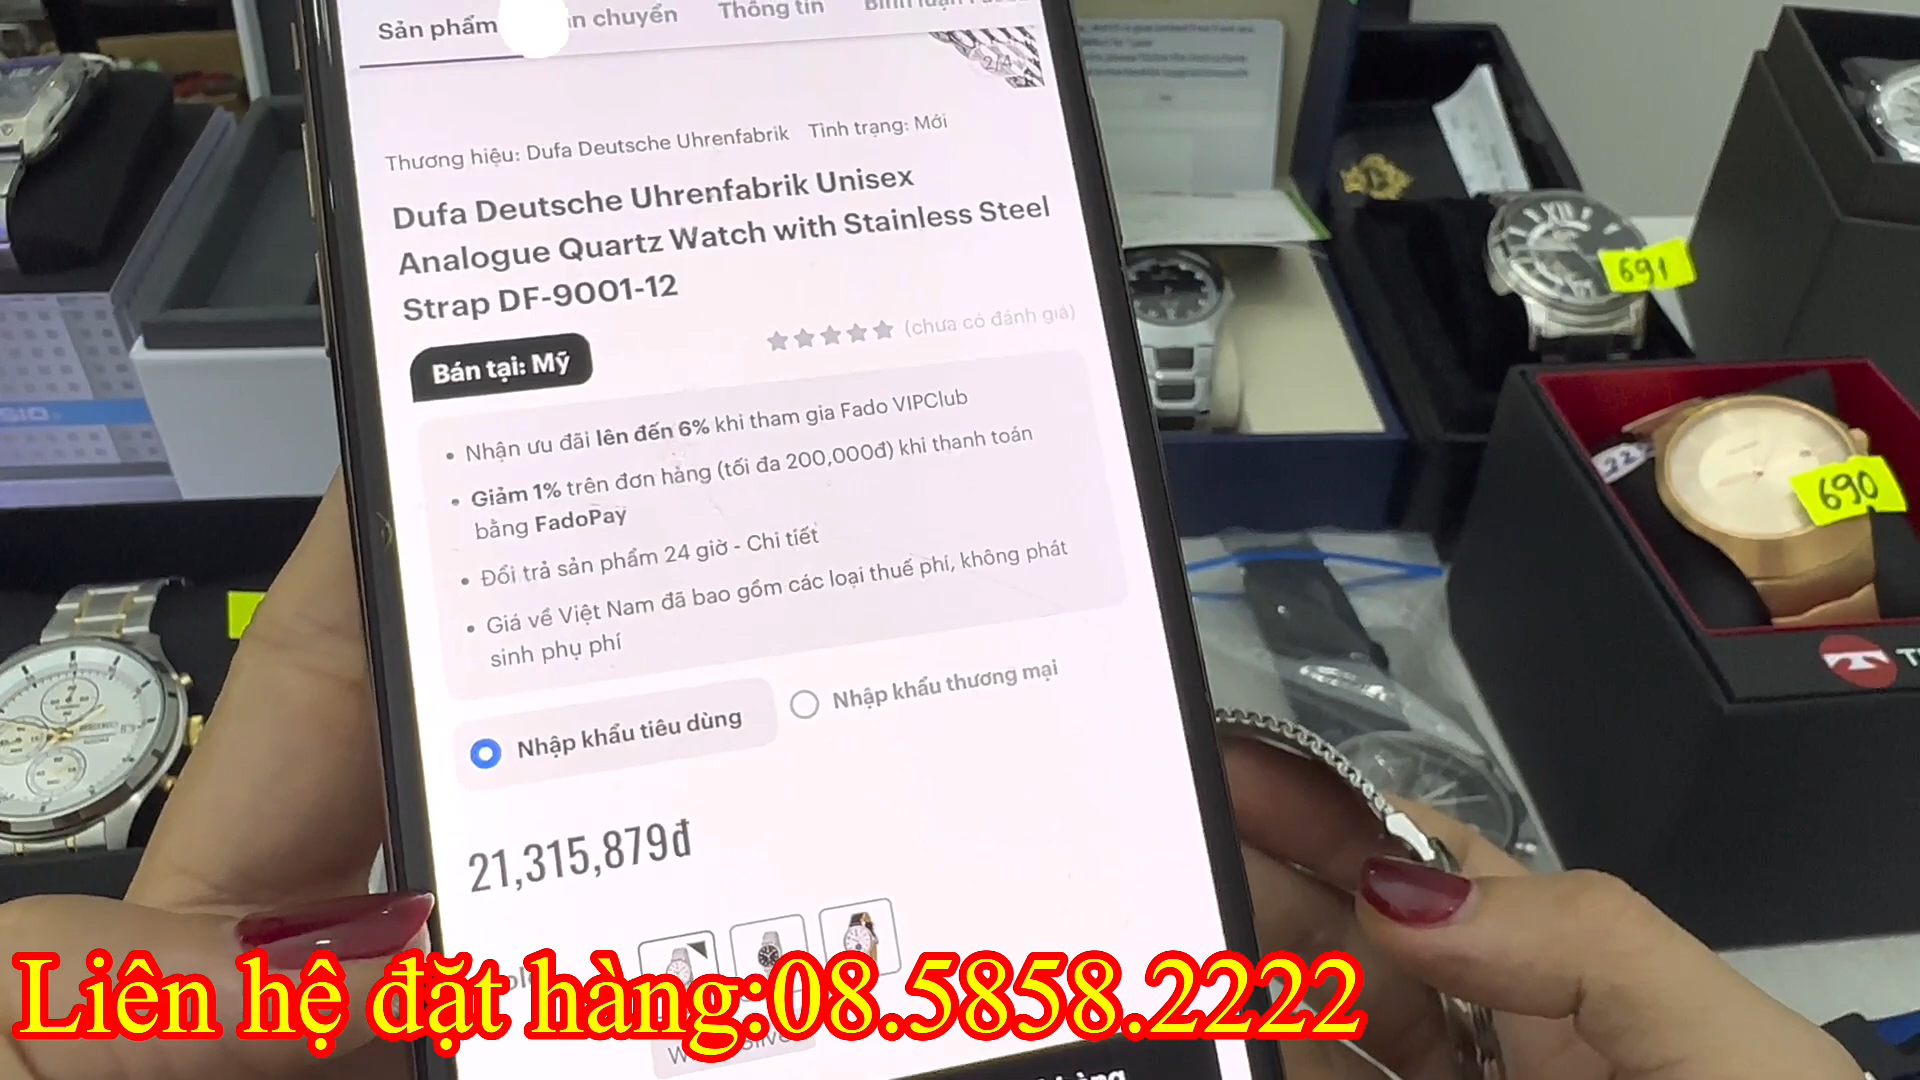 Sản phẩm
n chuyển
Thông tin
2/4
Thương hiệu: Dufa Deutsche Uhrenfabrik Tình trạng: Mới
Dufa Deutsche Uhrenfabrik Unisex
Analogue Quartz Watch with Stainless Steel
Strap DF-9001-12
(chưa có đánh giá)
Bán tại: Mỹ
• Nhận ưu đãi lên đến 6% khi tham gia Fado VIPClub
• Giảm 1% trên đơn hàng (tối đa 200,000đ) khi thanh toán
bằng FadoPay
• Đổi trả sản phẩm 24 giờ - Chi tiết
• Giá về Việt Nam đã bao gồm các loại thuế phí, không phát
sinh phụ phí
Nhập khẩu tiêu dùng
Nhập khẩu thương mại
21,315,879đ
691
690
Liên hệ đặt hàng:08.5858.2222